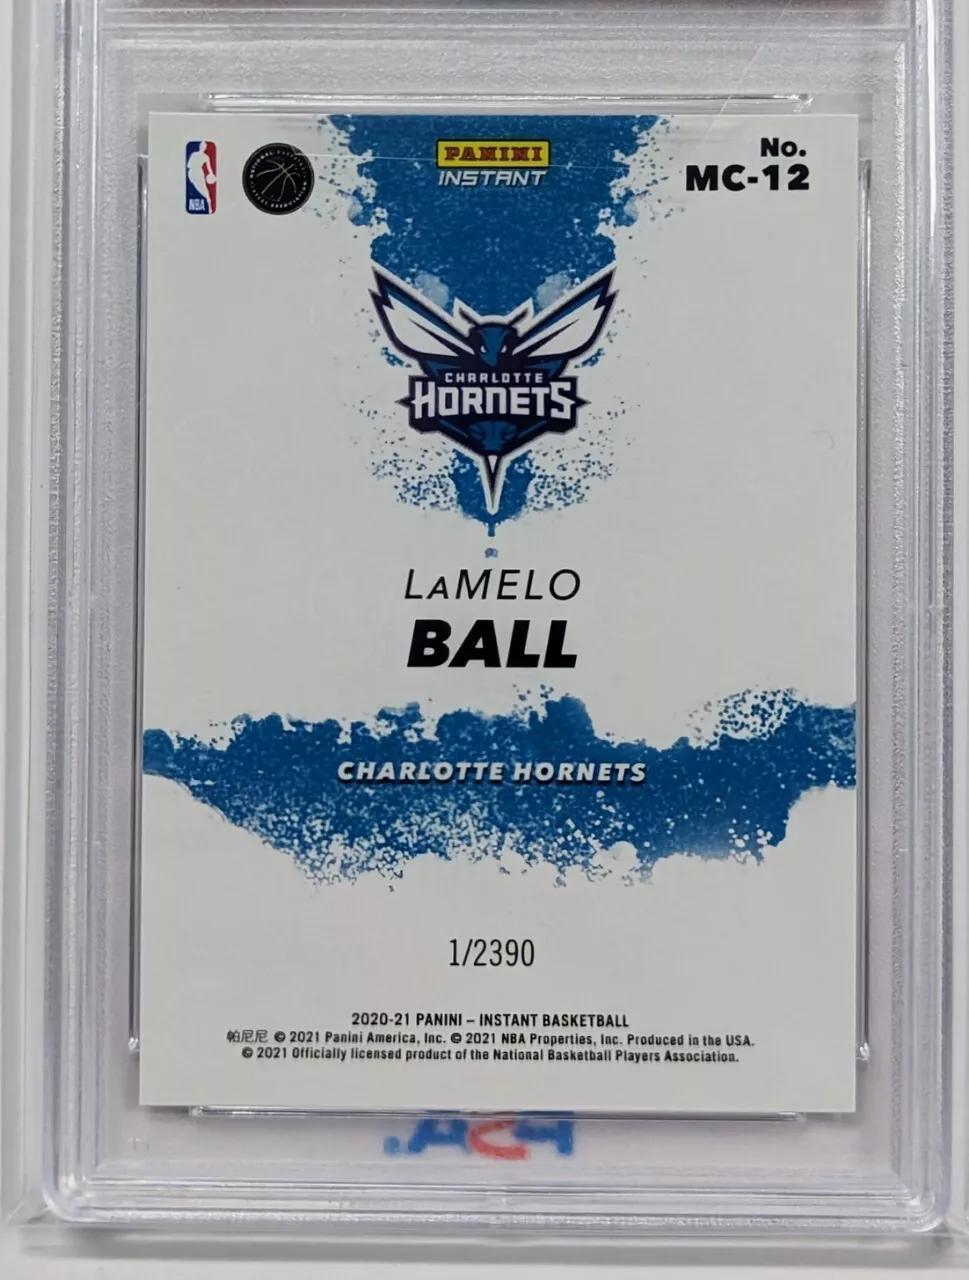 PANINI
INSTANT
NBA
No.
MC-12
CHARLOTTE
HORNETS
LAMELO
BALL
CHARLOTTE HORNETS
1/2390
2020-21 PANINI – INSTANT BASKETBALL
帕尼尼 © 2021 Panini America, Inc. © 2021 NBA Properties, Inc. Produced in the USA.
© 2021 Officially licensed product of the National Basketball Players Association.